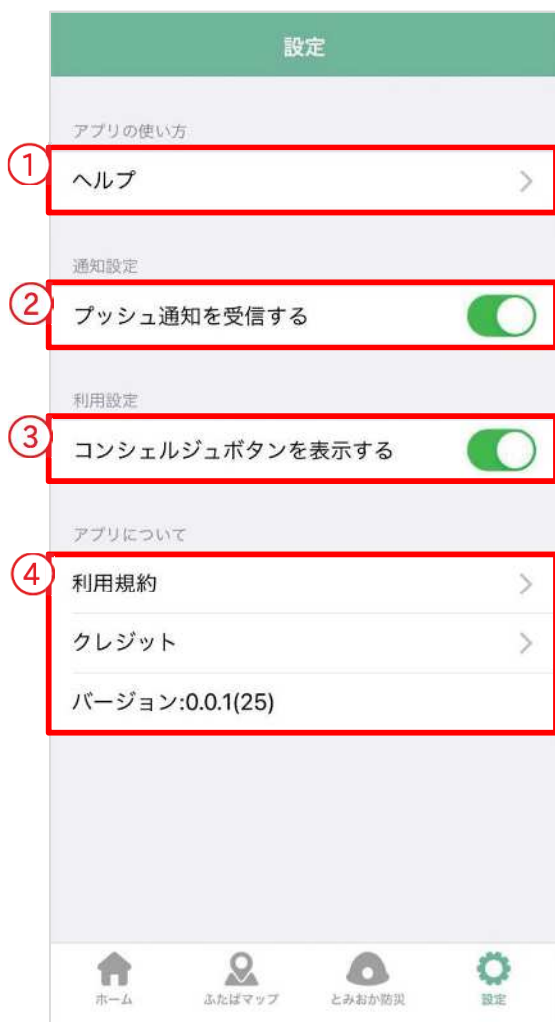 設定
アプリの使い方
① ヘルプ
通知設定
② プッシュ通知を受信する
利用設定
③ コンシェルジュボタンを表示する
アプリについて
④ 利用規約
クレジット
バージョン:0.0.1(25)
ホーム ふたばマップ とみおか防災 設定